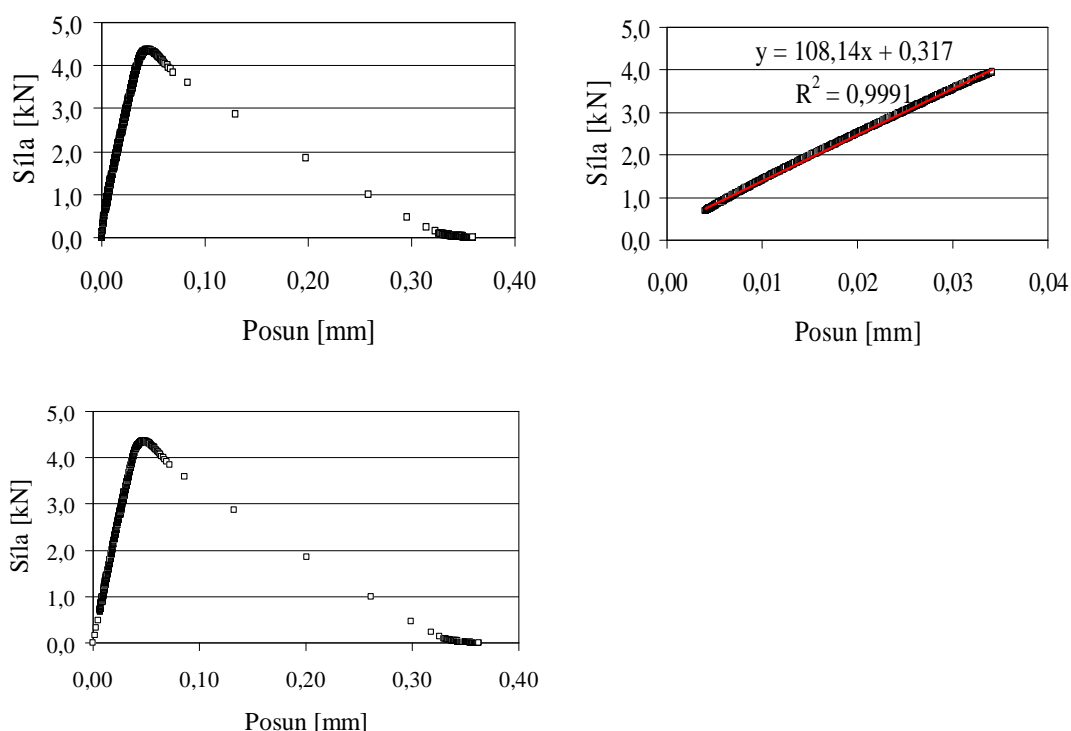 5,0
4,0
3,0
2,0
1,0
0,0
Síla [kN]
0,00 0,10 0,20 0,30 0,40
Posun [mm]
5,0
4,0
3,0
2,0
1,0
0,0
Síla [kN]
y = 108,14x + 0,317
R² = 0,9991
0,00 0,01 0,02 0,03 0,04
Posun [mm]
5,0
4,0
3,0
2,0
1,0
0,0
Síla [kN]
0,00 0,10 0,20 0,30 0,40
Posun [mm]